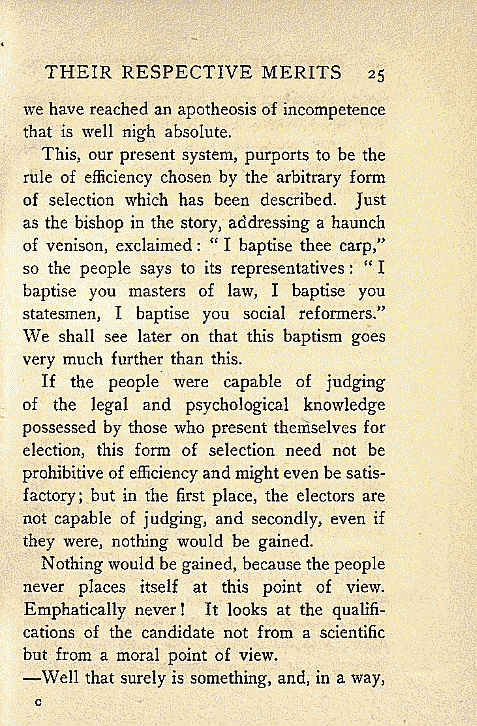 THEIR RESPECTIVE MERITS 25
we have reached an apotheosis of incompetence
that is well nigh absolute.
This, our present system, purports to be the
rule of efficiency chosen by the arbitrary form
of selection which has been described. Just
as the bishop in the story, addressing a haunch
of venison, exclaimed: “ I baptise thee carp,”
so the people says to its representatives: “ I
baptise you masters of law, I baptise you
statesmen, I baptise you social reformers.”
We shall see later on that this baptism goes
very much further than this.
If the people were capable of judging
of the legal and psychological knowledge
possessed by those who present themselves for
election, this form of selection need not be
prohibitive of efficiency and might even be satis-
factory; but in the first place, the electors are
not capable of judging, and secondly, even if
they were, nothing would be gained.
Nothing would be gained, because the people
never places itself at this point of view.
Emphatically never! It looks at the qualifi-
cations of the candidate not from a scientific
but from a moral point of view.
—Well that surely is something, and, in a way,
C